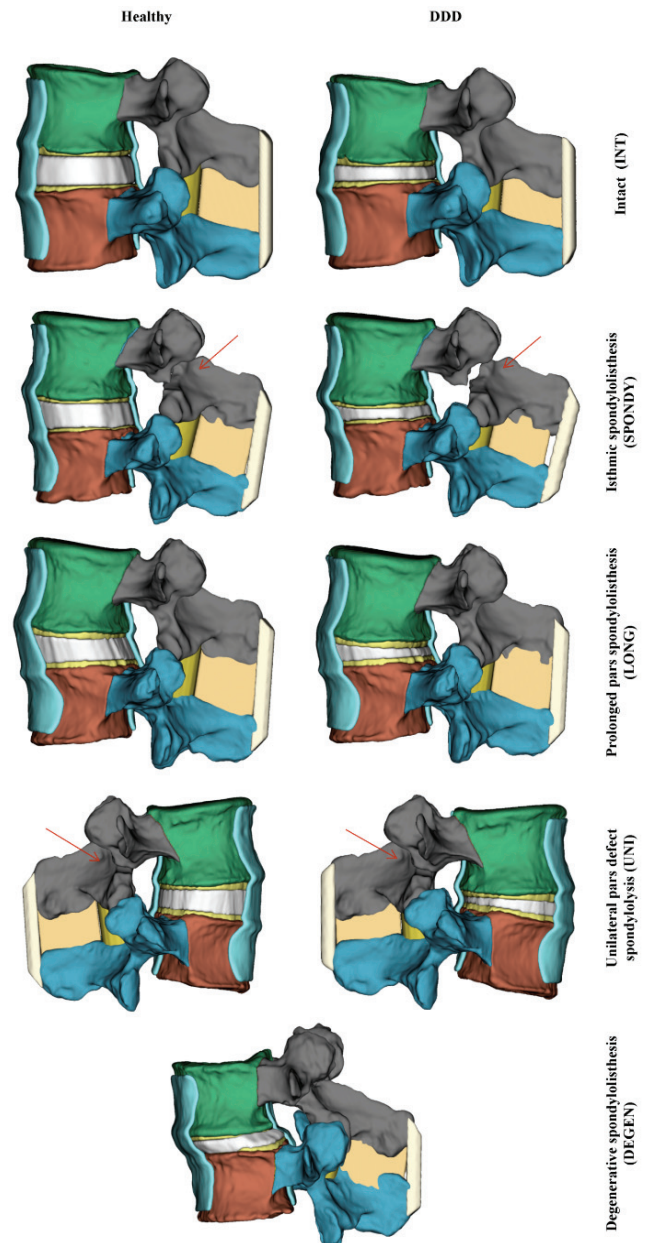 Healthy
DDD
Intact (INT)
Isthmic spondylolisthesis
(SPONDY)
Prolonged pars spondylolisthesis
(LONG)
Unilateral pars defect
spondylolysis (UNI)
Degenerative spondylolisthesis
(DEGEN)